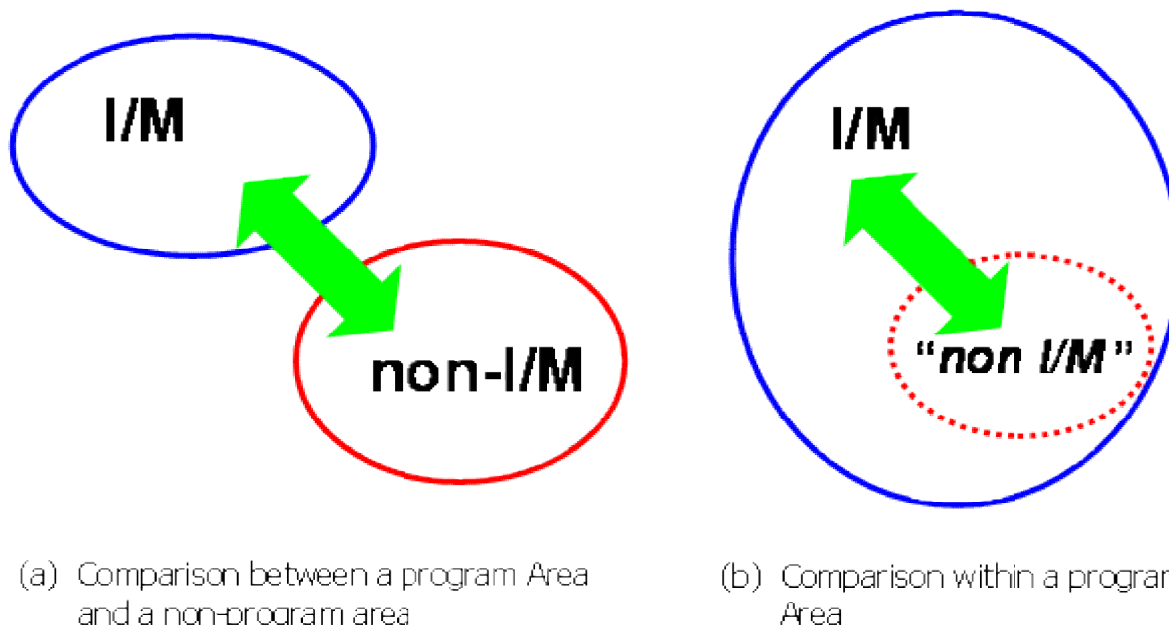 I/M
non-I/M
(a) Comparison between a program Area
and a non-program area
I/M
“non I/M”
(b) Comparison within a program
Area